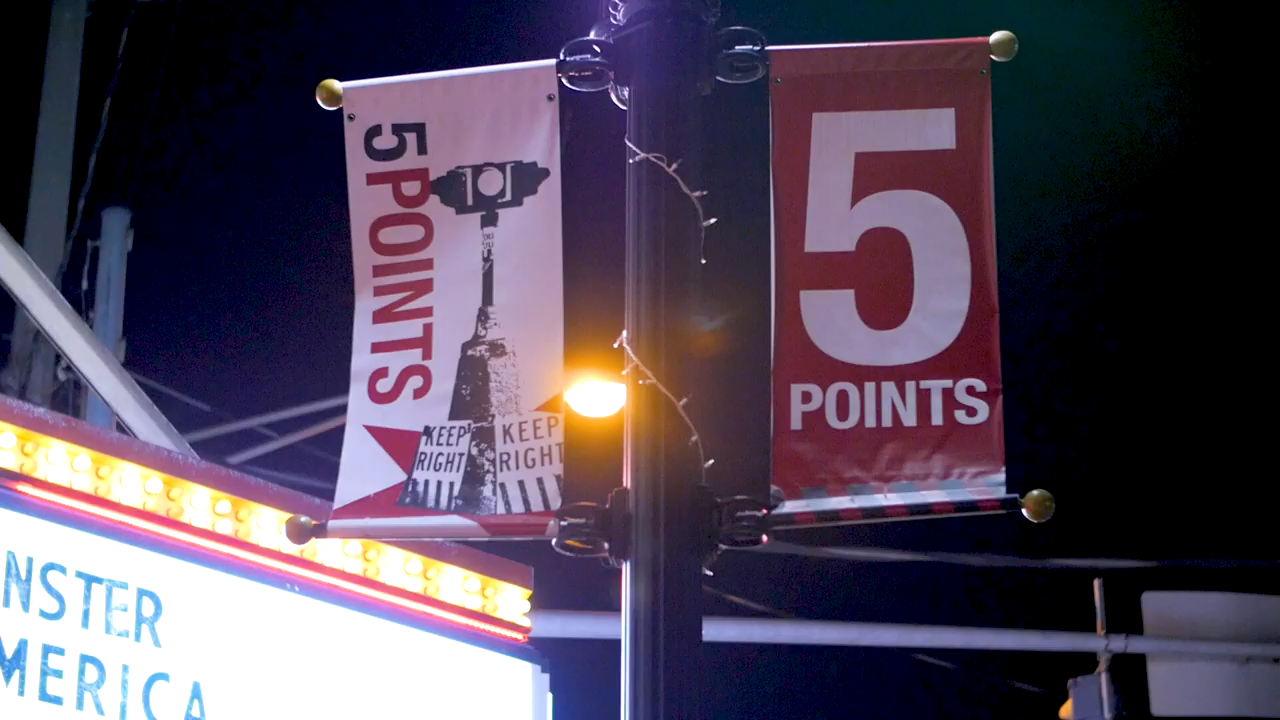 5 POINTS
KEEP RIGHT
KEEP RIGHT
5
POINTS
NSTER
MERICA